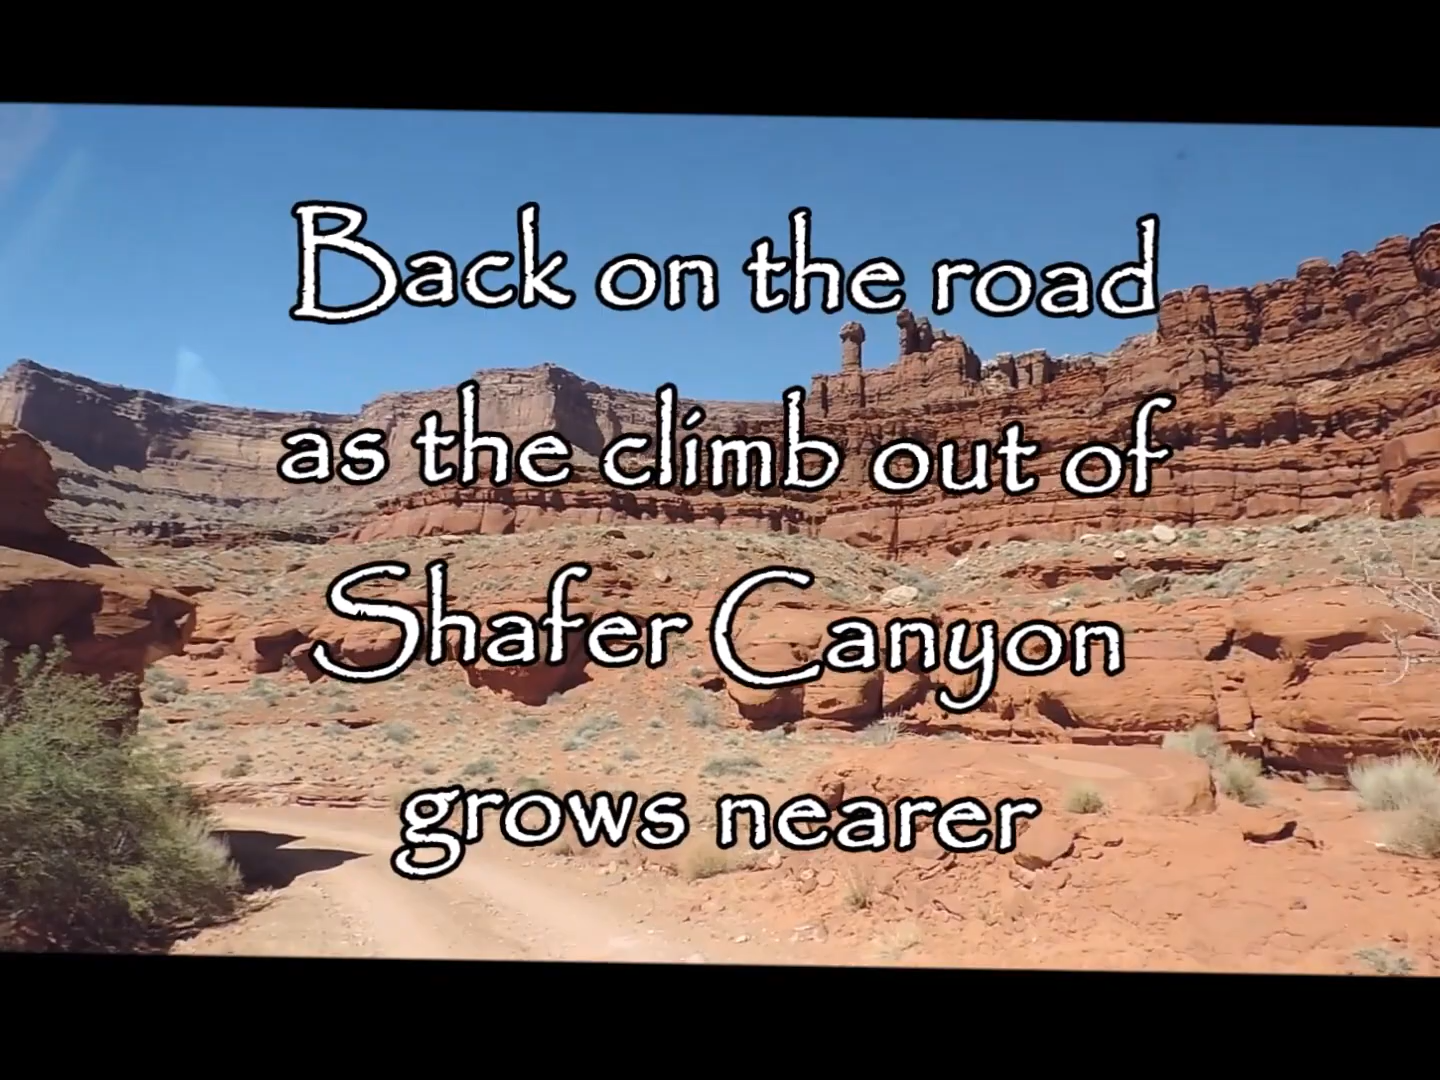 Back on the road
as the climb out of
Shafer Canyon
grows nearer